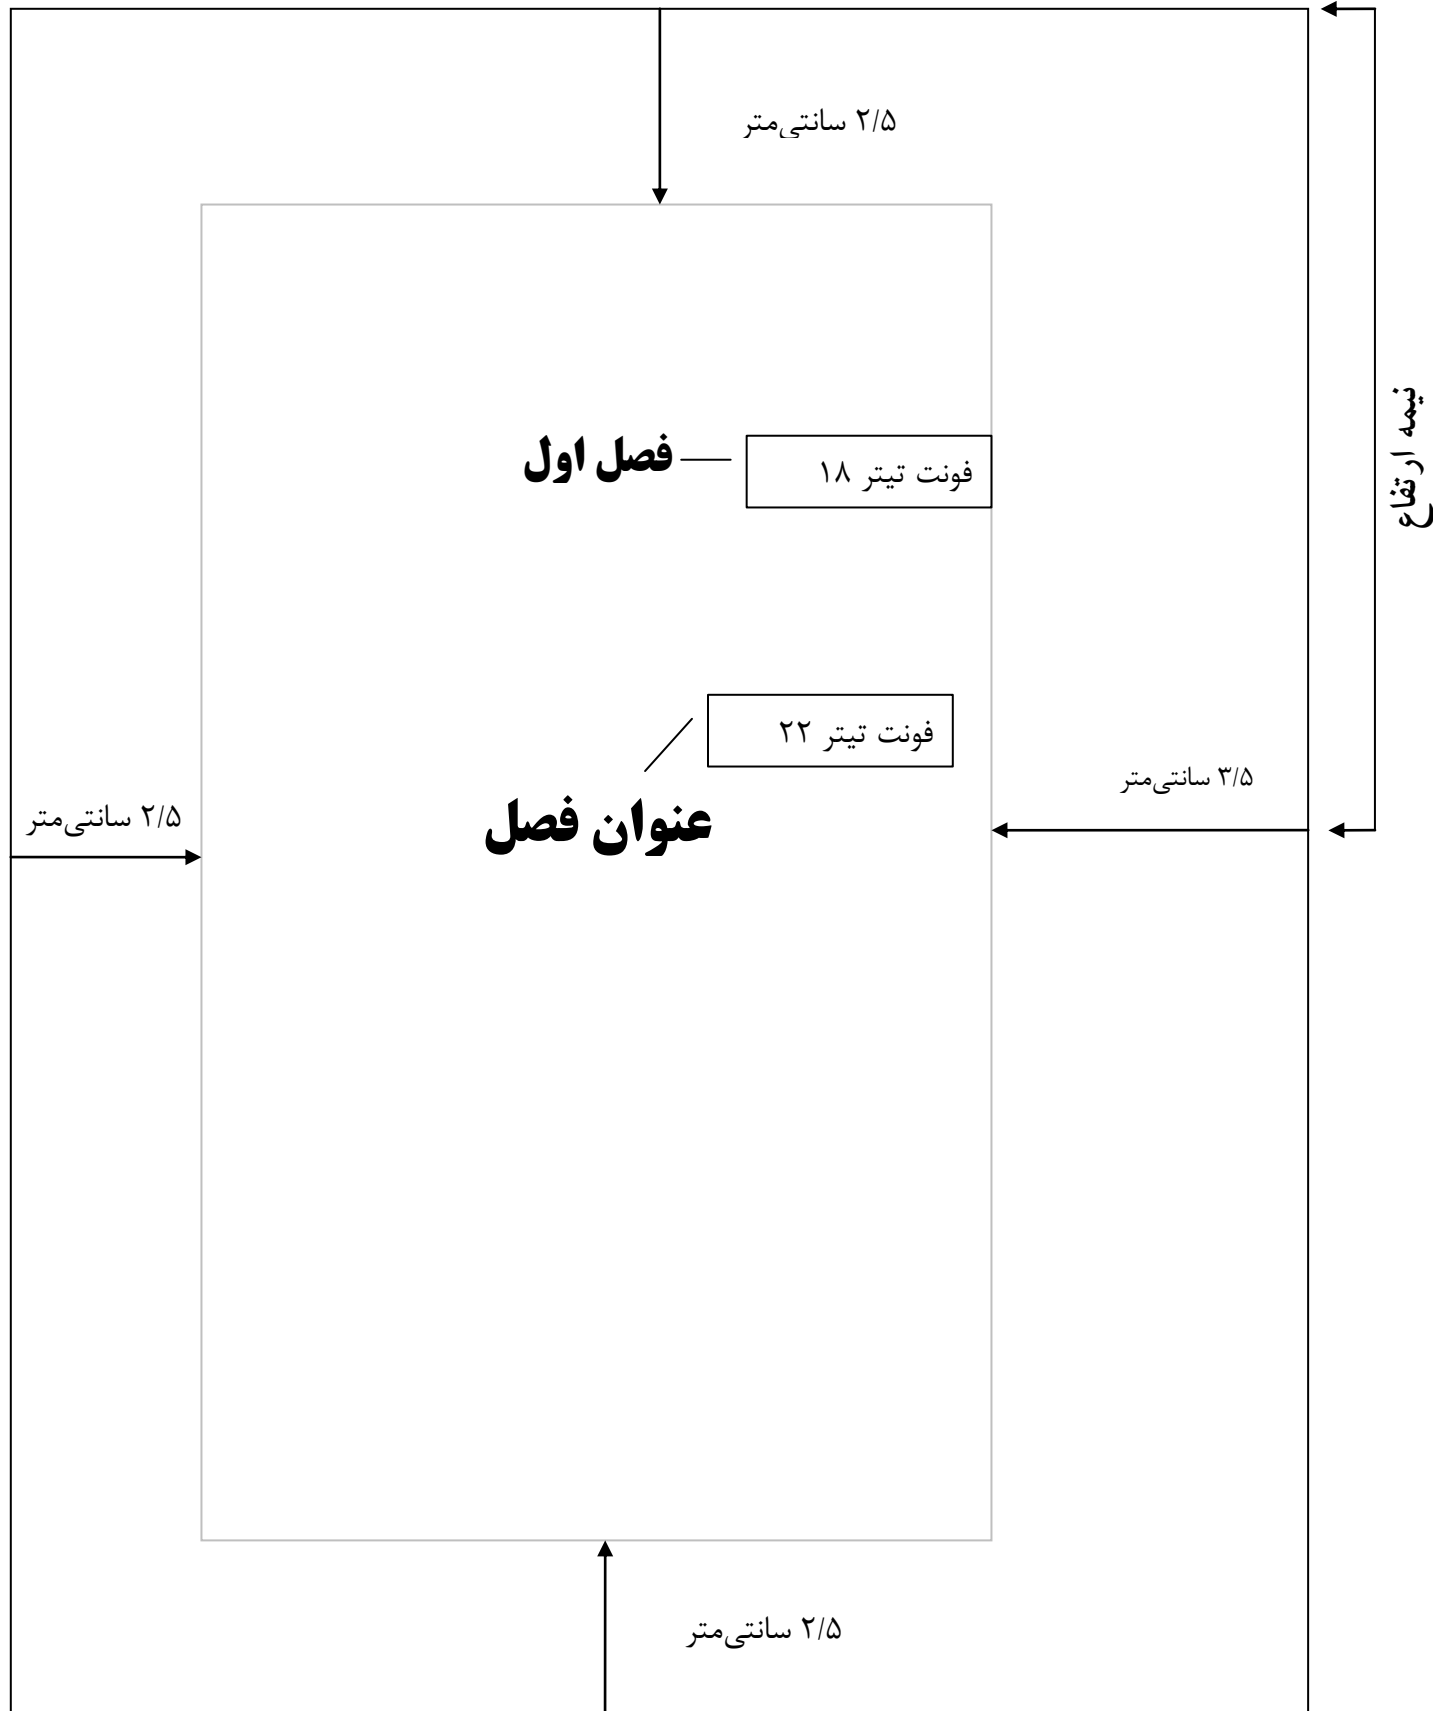 ۲/۵ سانتی‌متر
نیمه ارتفاع
فصل اول
فونت تیتر ۱۸
فونت تیتر ۲۲
۳/۵ سانتی‌متر
عنوان فصل
۲/۵ سانتی‌متر
۲/۵ سانتی‌متر